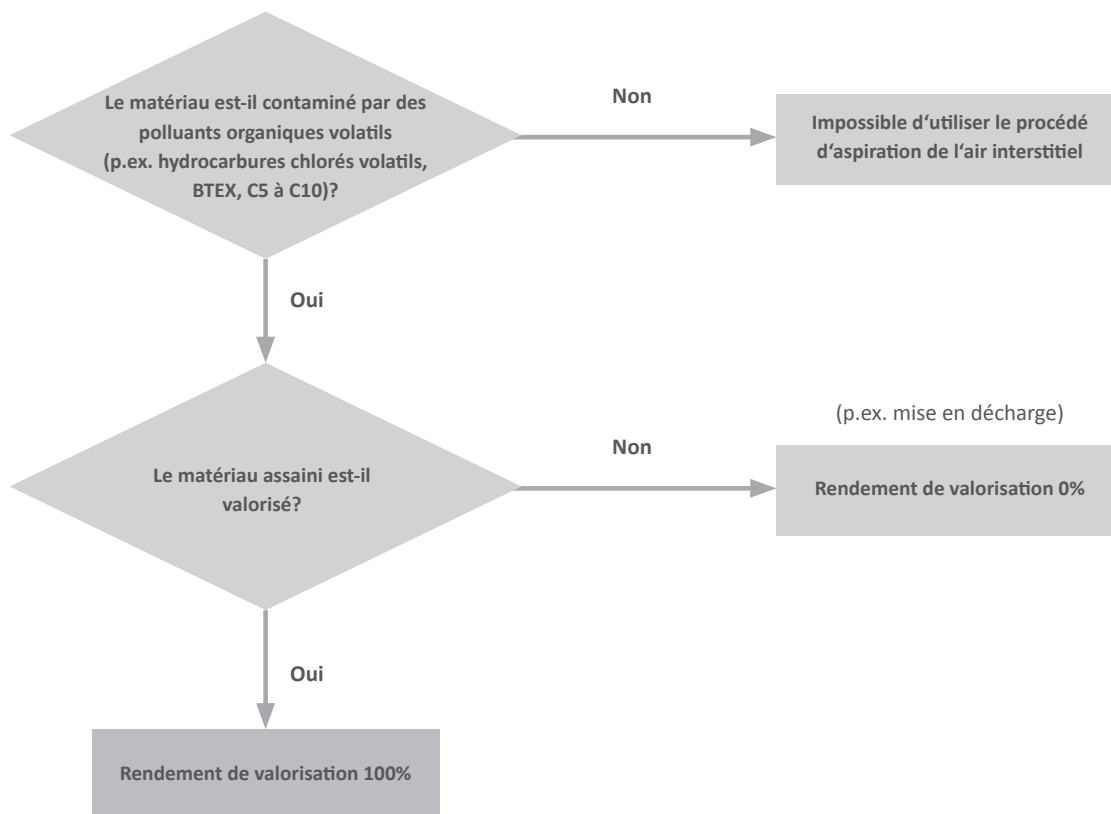 Le matériau est-il contaminé par des
polluants organiques volatils
(p.ex. hydrocarbures chlorés volatils,
BTEX, C5 à C10)?
Non
Impossible d‘utiliser le procédé
d‘aspiration de l‘air interstitiel
Oui
Le matériau assaini est-il
valorisé?
Non
(p.ex. mise en décharge)
Rendement de valorisation 0%
Oui
Rendement de valorisation 100%